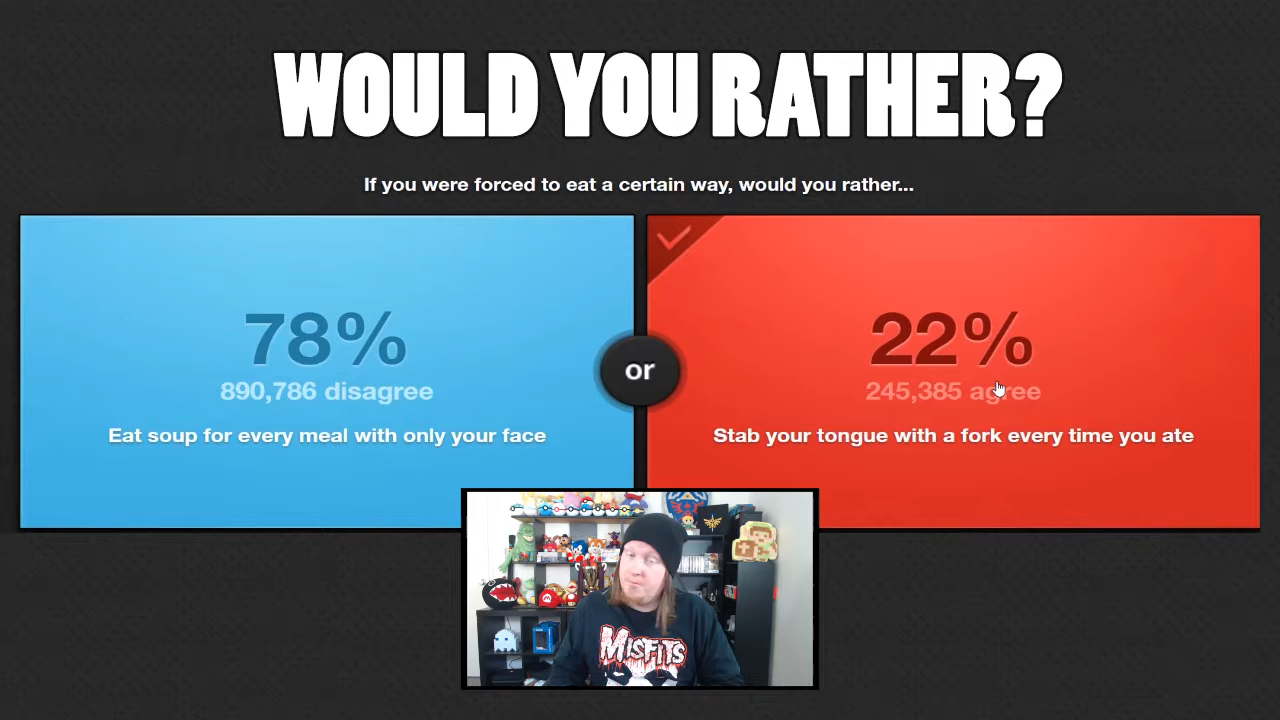 WOULD YOU RATHER?
If you were forced to eat a certain way, would you rather...
78%
890,786 disagree
Eat soup for every meal with only your face
or
22%
245,385 agree
Stab your tongue with a fork every time you ate
MISFITS